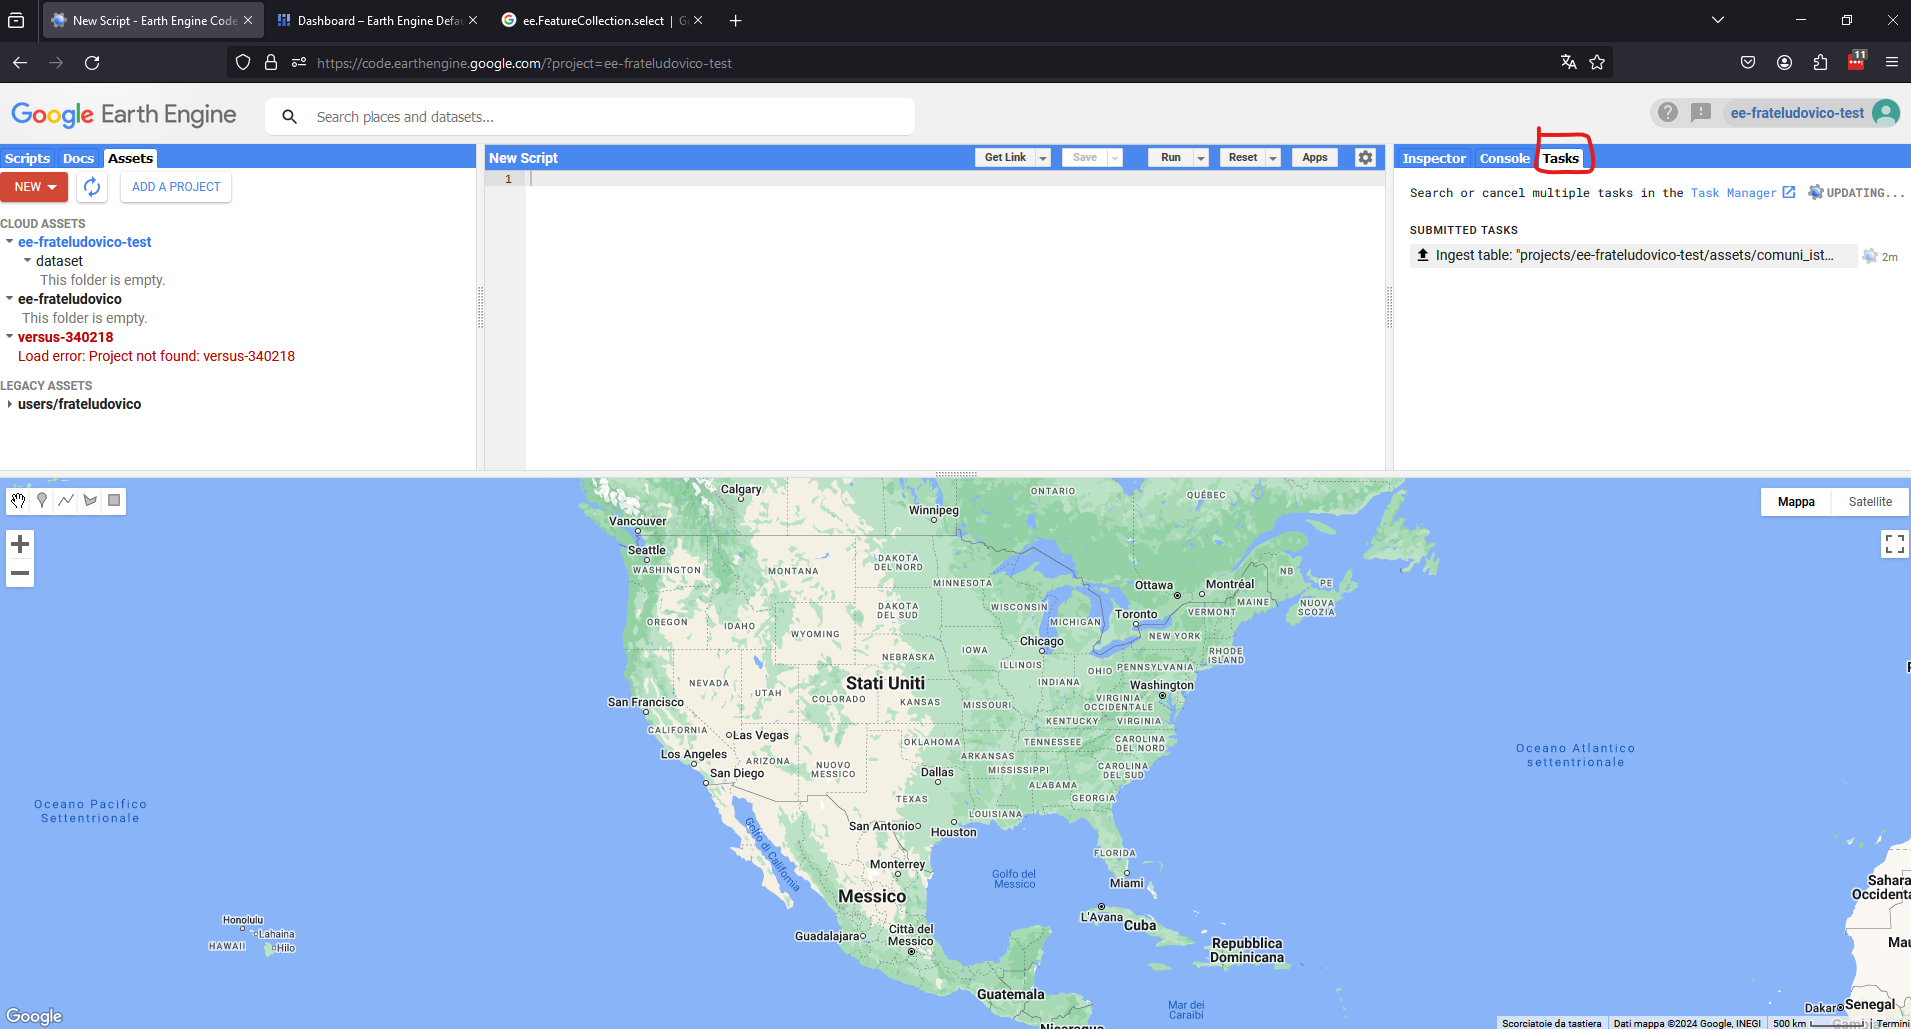 New Script - Earth Engine Code
Dashboard – Earth Engine Defau
ee.FeatureCollection.select | G
https://code.earthengine.google.com/?project=ee-frateludovico-test
11
Google Earth Engine
Search places and datasets...
ee-frateludovico-test
Scripts Docs Assets
NEW
ADD A PROJECT
CLOUD ASSETS
ee-frateludovico-test
dataset
This folder is empty.
ee-frateludovico
This folder is empty.
versus-340218
Load error: Project not found: versus-340218
LEGACY ASSETS
users/frateludovico
New Script
Get Link Save Run Reset Apps
1
Inspector Console Tasks
Search or cancel multiple tasks in the Task Manager UPDATING...
SUBMITTED TASKS
Ingest table: "projects/ee-frateludovico-test/assets/comuni_ist... 2m
Mappa Satellite
Calgary
ONTARIO
QUÉBEC
Winnipeg
Vancouver
Seattle
WASHINGTON
MONTANA
DAKOTA
DEL NORD
MINNESOTA
NB
PE
Ottawa
Montréal
MAINE
NUOVA
SCOZIA
OREGON
IDAHO
WYOMING
DAKOTA
DEL SUD
WISCONSIN
MICHIGAN
Toronto
VERMONT
NEW YORK
Chicago
NEBRASKA
IOWA
ILLINOIS
OHIO
PENNSYLVANIA
RHODE
ISLAND
NEVADA
UTAH
Stati Uniti
COLORADO
KANSAS
MISSOURI
INDIANA
Washington
VIRGINIA
OCCIDENTALE
San Francisco
KENTUCKY
VIRGINIA
CALIFORNIA
Las Vegas
OKLAHOMA
TENNESSEE
CAROLINA
DEL NORD
Los Angeles
ARIZONA
NUOVO
MESSICO
ARKANSAS
San Diego
Dallas
MISSISSIPPI
CAROLINA
DEL SUD
ALABAMA
TEXAS
GEORGIA
LOUISIANA
San Antonio
Houston
Oceano Atlantico
settentrionale
Oceano Pacifico
Settentrionale
Golfo di California
FLORIDA
Monterrey
Golfo del
Messico
Miami
Messico
L'Avana
Cuba
Sahara
Occidenta
Honolulu
Lahaina
HAWAII
Hilo
Guadalajara
Città del
Messico
Repubblica
Dominicana
Mau
Guatemala
Mar dei
Caraibi
Dakar
Senegal
Gambia
Nicaragua
Google
Scorciatoie da tastiera
Dati mappa ©2024 Google, INEGI
500 km
Termini